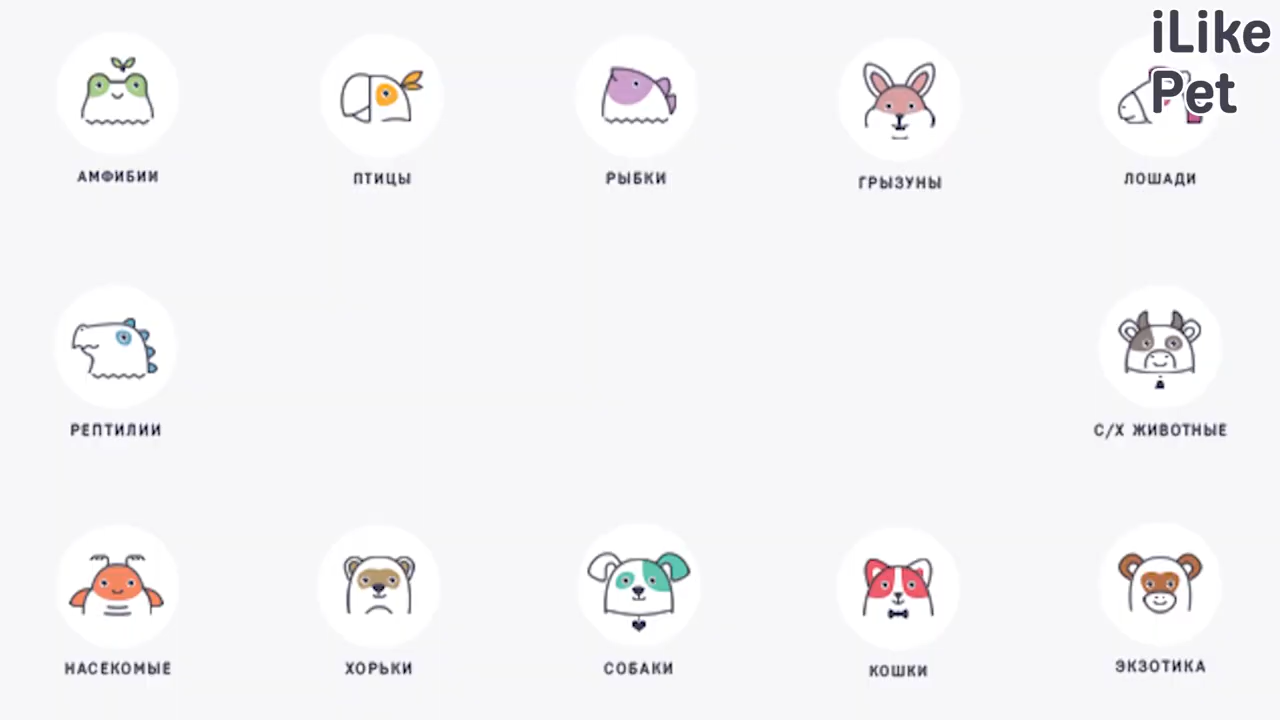 iLike
Pet
АМФИБИИ
ПТИЦЫ
РЫБКИ
ГРЫЗУНЫ
ЛОШАДИ
РЕПТИЛИИ
С/Х ЖИВОТНЫЕ
НАСЕКОМЫЕ
ХОРЬКИ
СОБАКИ
КОШКИ
ЭКЗОТИКА